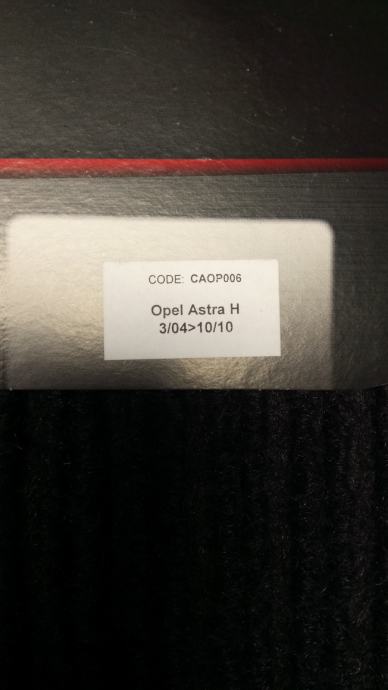 CODE: CAOP006
Opel Astra H
3/04>10/10